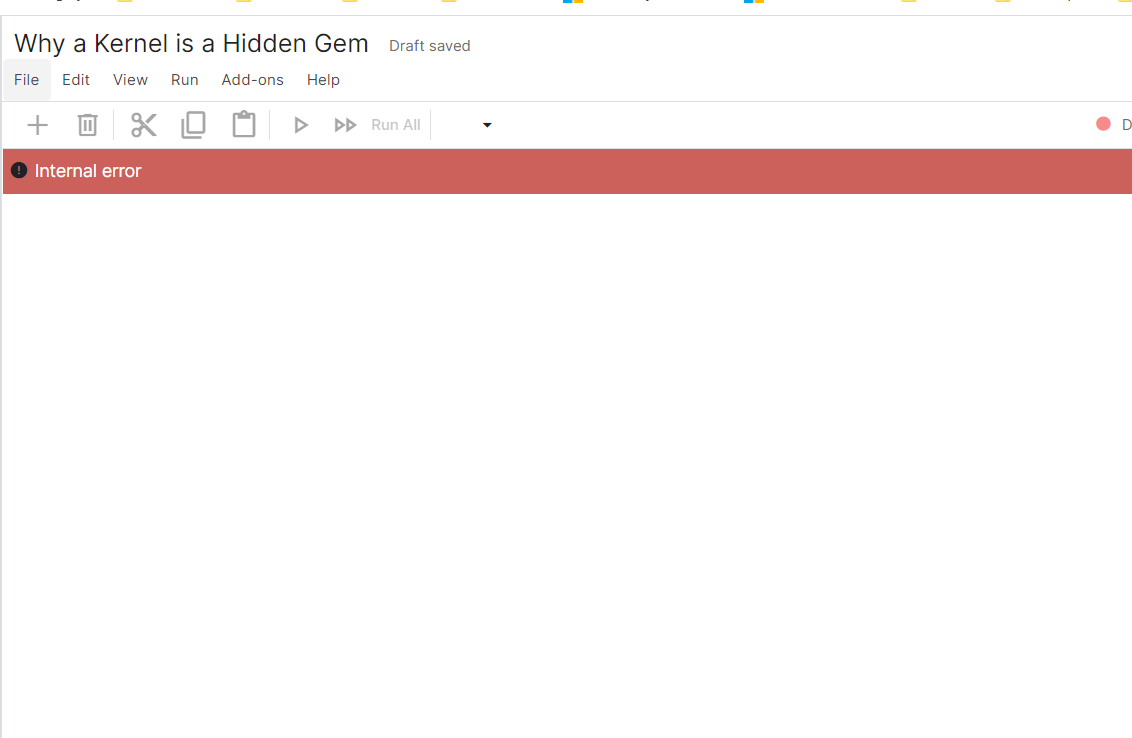 Why a Kernel is a Hidden Gem Draft saved
File Edit View Run Add-ons Help
Run All D
Internal error